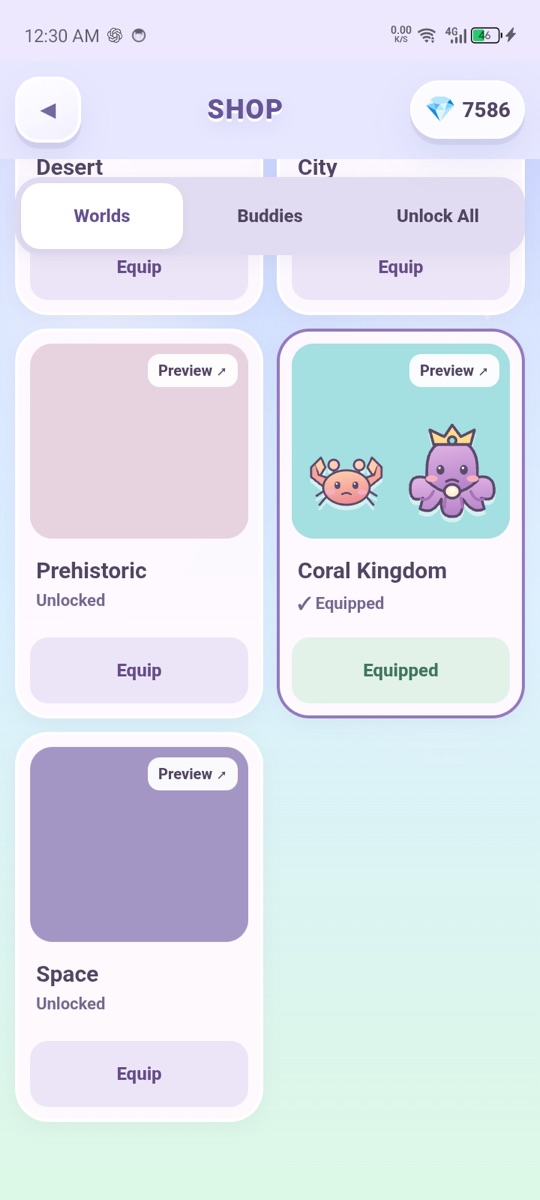 12:30 AM
0.00
K/S
4G
46
◀
SHOP
7586
Desert
City
Worlds
Buddies
Unlock All
Equip
Equip
Preview ↗
Preview ↗
Prehistoric
Unlocked
Coral Kingdom
✓ Equipped
Equip
Equipped
Preview ↗
Space
Unlocked
Equip